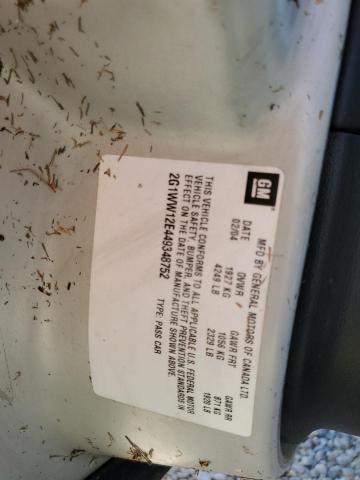 GM
MFD BY GENERAL MOTORS OF CANADA LTD.
DATE GVWR GAWR FRT GAWR RR
02/04 1927 KG 1056 KG 871 KG
4249 LB 2329 LB 1920 LB
THIS VEHICLE CONFORMS TO ALL APPLICABLE U.S. FEDERAL MOTOR
VEHICLE SAFETY, BUMPER, AND THEFT PREVENTION STANDARDS IN
EFFECT ON THE DATE OF MANUFACTURE SHOWN ABOVE.
2G1WW12E449348752 TYPE: PASS CAR